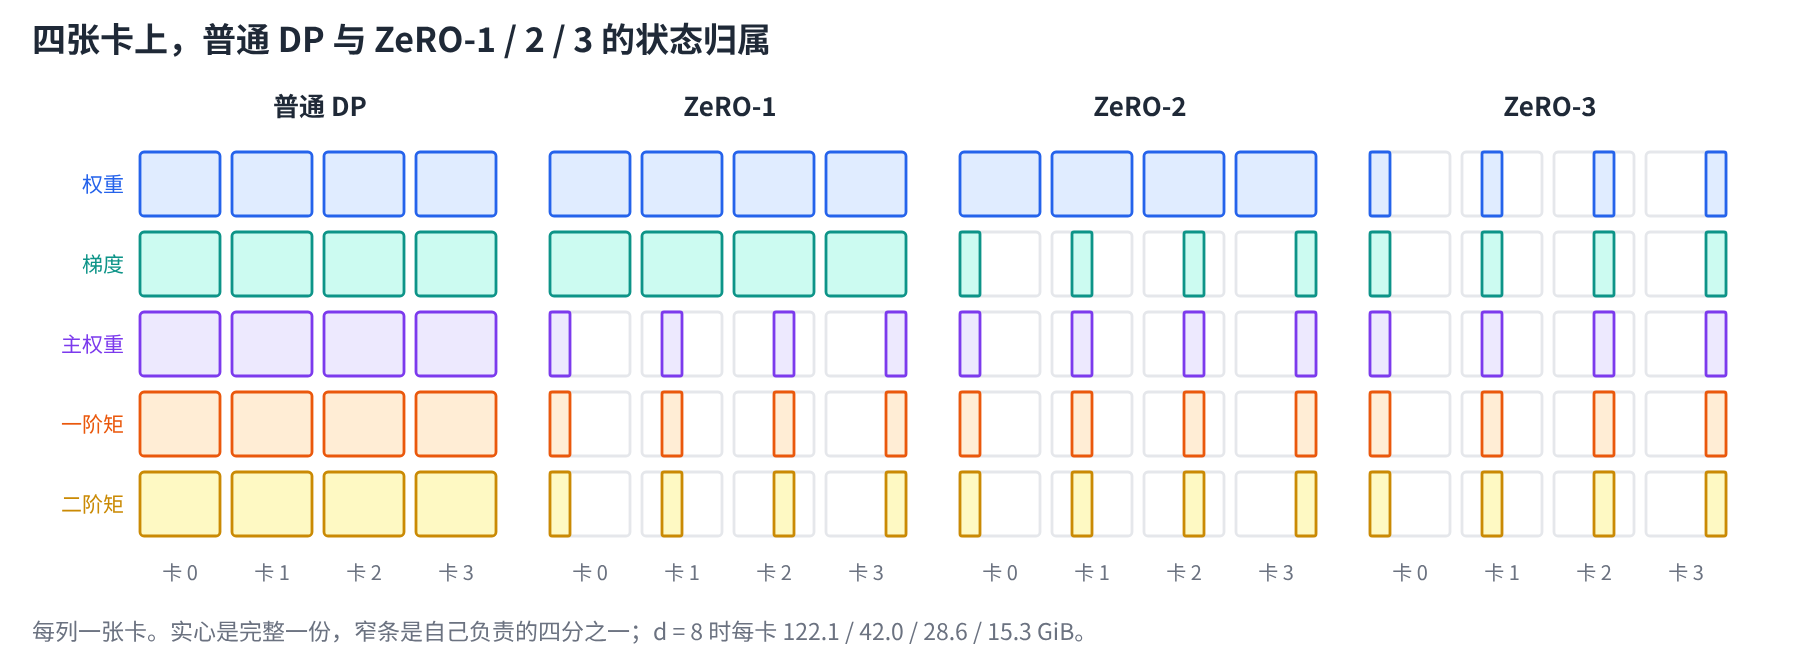 四张卡上，普通 DP 与 ZeRO-1 / 2 / 3 的状态归属
普通 DP ZeRO-1 ZeRO-2 ZeRO-3
权重
梯度
主权重
一阶矩
二阶矩
卡 0 卡 1 卡 2 卡 3 卡 0 卡 1 卡 2 卡 3 卡 0 卡 1 卡 2 卡 3 卡 0 卡 1 卡 2 卡 3
每列一张卡。实心是完整一份，窄条是自己负责的四分之一；d = 8 时每卡 122.1 / 42.0 / 28.6 / 15.3 GiB。